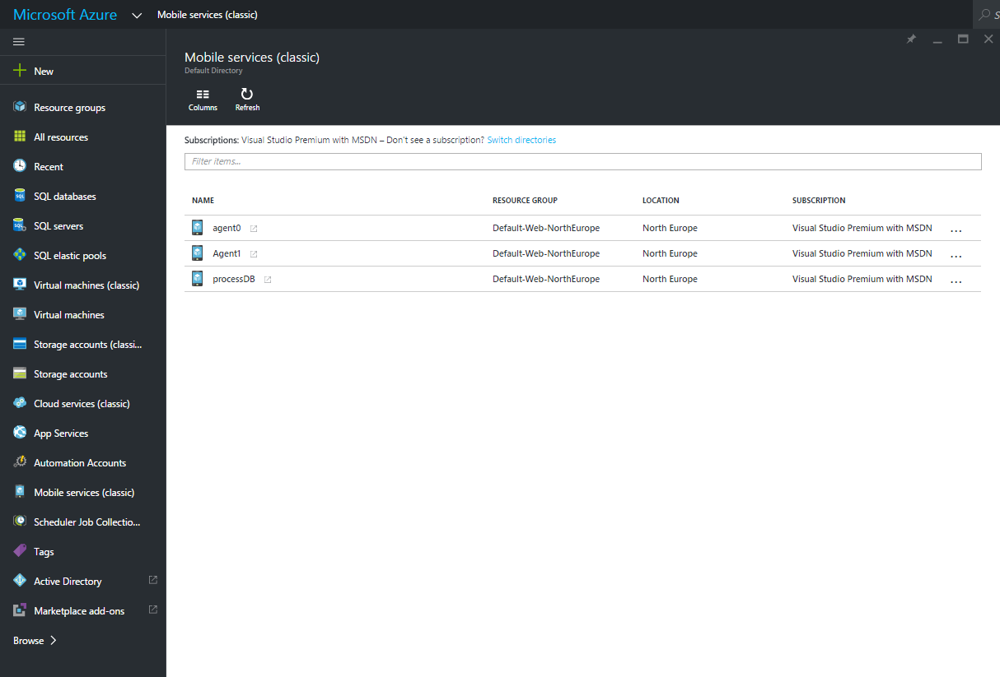 Microsoft Azure Mobile services (classic) S
New
Resource groups
All resources
Recent
SQL databases
SQL servers
SQL elastic pools
Virtual machines (classic)
Virtual machines
Storage accounts (classi...
Storage accounts
Cloud services (classic)
App Services
Automation Accounts
Mobile services (classic)
Scheduler Job Collectio...
Tags
Active Directory
Marketplace add-ons
Browse
Mobile services (classic)
Default Directory
Columns Refresh
Subscriptions: Visual Studio Premium with MSDN – Don't see a subscription? Switch directories
Filter items...
NAME RESOURCE GROUP LOCATION SUBSCRIPTION
agent0 Default-Web-NorthEurope North Europe Visual Studio Premium with MSDN ...
Agent1 Default-Web-NorthEurope North Europe Visual Studio Premium with MSDN ...
processDB Default-Web-NorthEurope North Europe Visual Studio Premium with MSDN ...